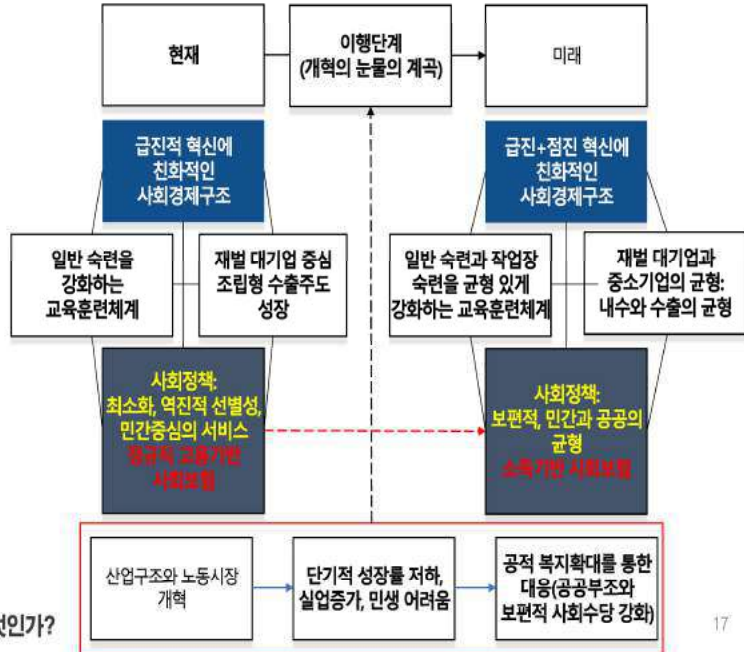 현재
이행단계
(개혁의 눈물의 계곡)
미래
급진적 혁신에
친화적인
사회경제구조
급진+점진 혁신에
친화적인
사회경제구조
일반 숙련을
강화하는
교육훈련체계
재벌 대기업 중심
조립형 수출주도
성장
일반 숙련과 작업장
숙련을 균형 있게
강화하는 교육훈련체계
재벌 대기업과
중소기업의 균형:
내수와 수출의 균형
사회정책:
최소화, 역진적 선별성,
민간중심의 서비스
정규직 고용기반
사회보험
사회정책:
보편적, 민간과 공공의
균형
소득기반 사회보험
산업구조와 노동시장
개혁
단기적 성장률 저하,
실업증가, 민생 어려움
공적 복지확대를 통한
대응(공공부조와
보편적 사회수당 강화)
것인가?
17